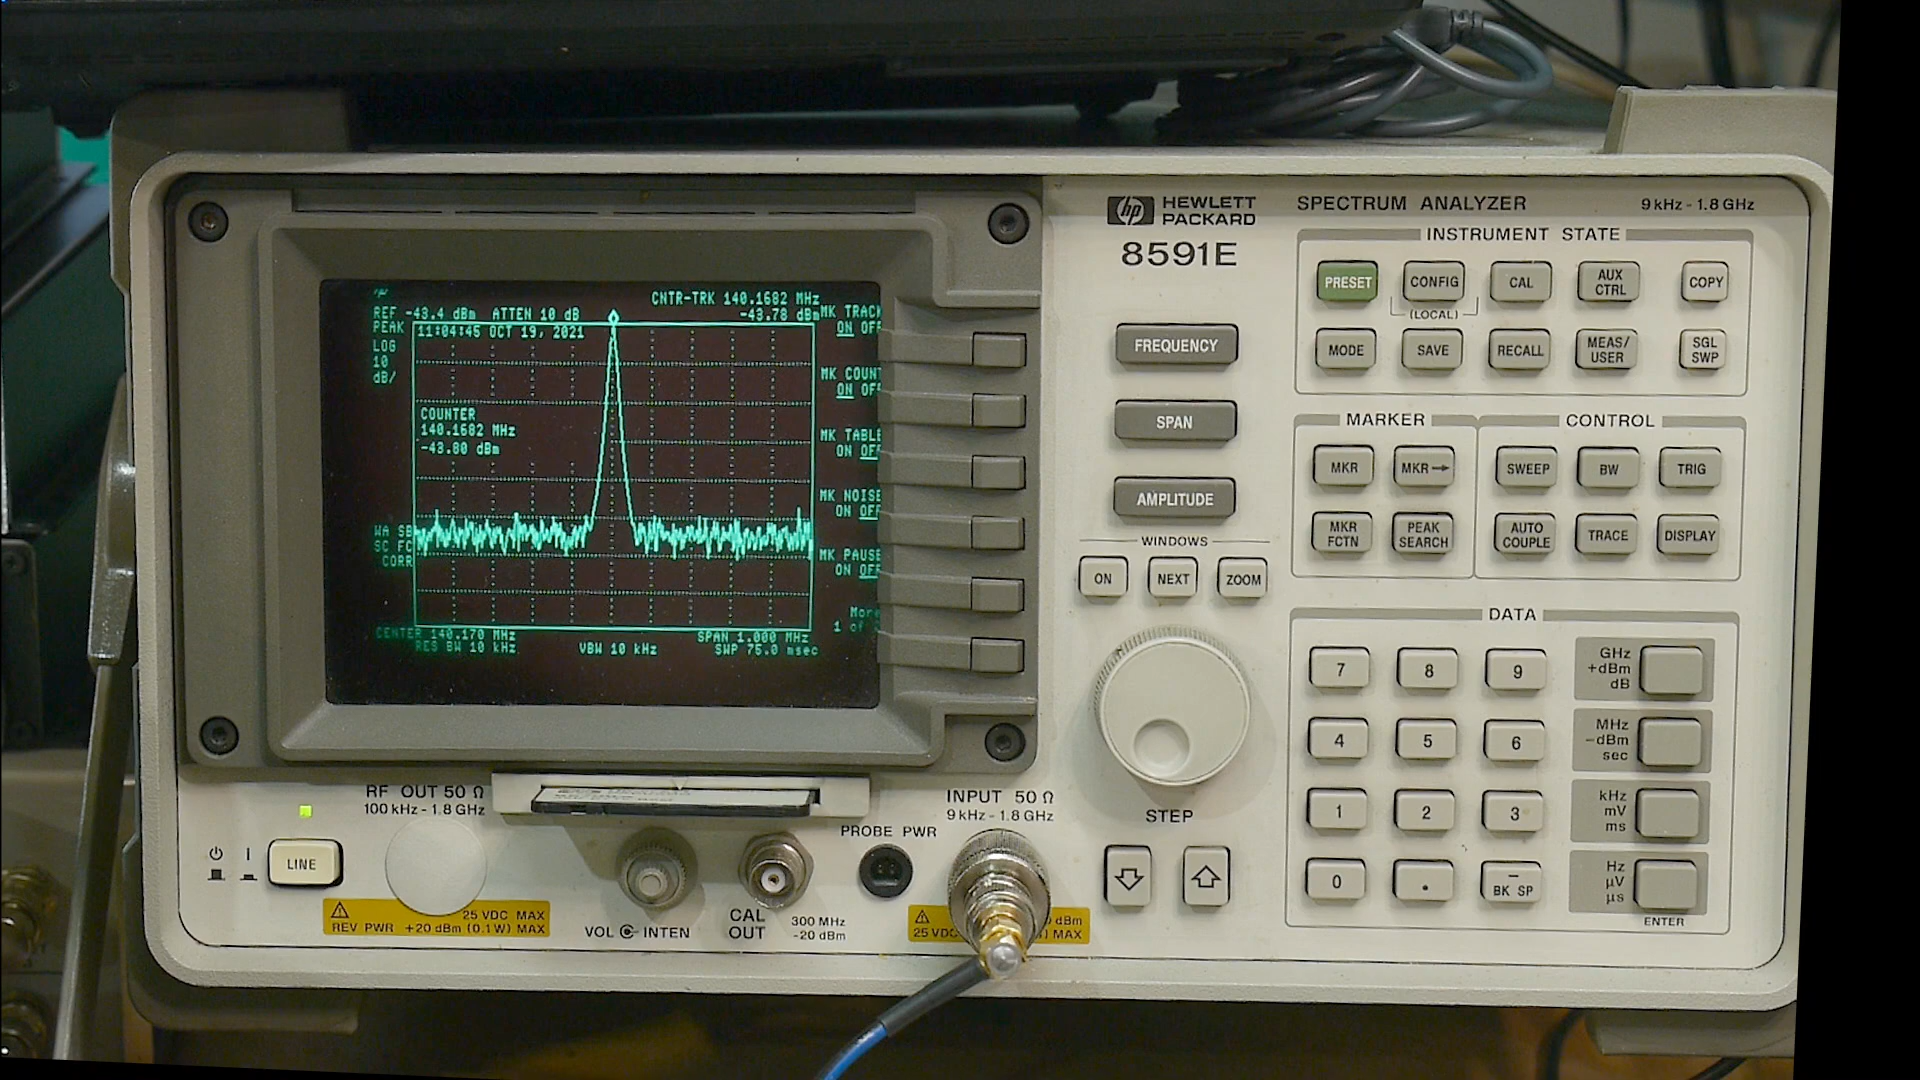 hp HEWLETT
PACKARD
8591E
SPECTRUM ANALYZER
9 kHz - 1.8 GHz
CNTR-TRK 140.1682 MHz
REF -43.4 dBm ATTEN 10 dB
-43.78 dBm
PEAK
11:04:45 OCT 19, 2021
LOG
10
dB/
COUNTER
140.1682 MHz
-43.80 dBm
WA SB
SC FC
CORR
CENTER 140.170 MHz
SPAN 1.000 MHz
RES BW 10 kHz
VBW 10 kHz
SWP 75.0 msec
MK TRACK
ON OFF
MK COUNT
ON OFF
MK TABLE
ON OFF
MK NOISE
ON OFF
MK PAUSE
ON OFF
More
1 of
FREQUENCY
SPAN
AMPLITUDE
WINDOWS
ON
NEXT
ZOOM
STEP
INSTRUMENT STATE
PRESET
CONFIG
CAL
AUX
CTRL
COPY
(LOCAL)
MODE
SAVE
RECALL
MEAS/
USER
SGL
SWP
MARKER
MKR
MKR
MKR
FCTN
PEAK
SEARCH
CONTROL
SWEEP
BW
TRIG
AUTO
COUPLE
TRACE
DISPLAY
DATA
7
8
9
GHz
+dBm
dB
4
5
6
MHz
-dBm
sec
1
2
3
kHz
mV
ms
0
.
-
BK SP
Hz
µV
µs
ENTER
RF OUT 50 Ω
100 kHz - 1.8 GHz
LINE
25 VDC MAX
REV PWR +20 dBm (0.1W) MAX
VOL INTEN
CAL
OUT
300 MHz
-20 dBm
PROBE PWR
INPUT 50 Ω
9 kHz - 1.8 GHz
dBm
25 VDC
MAX